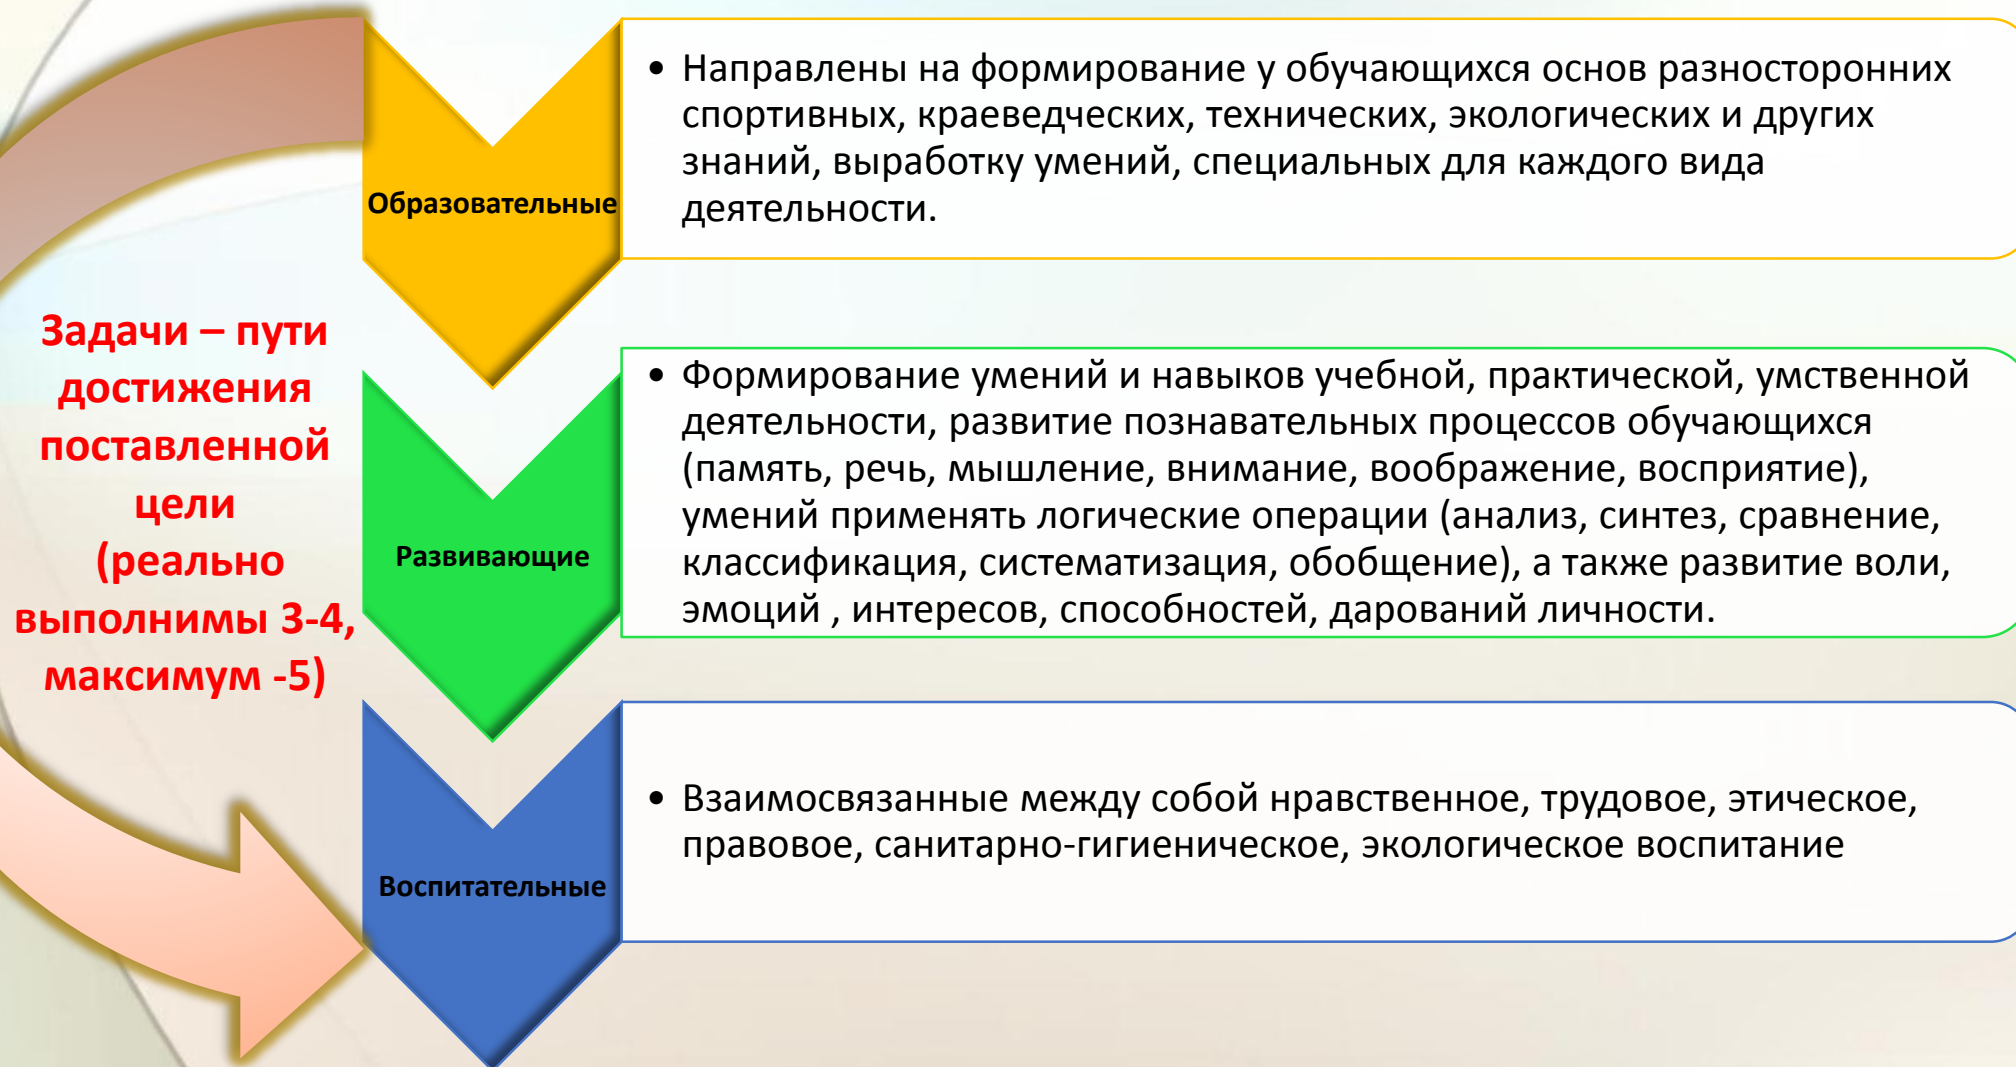 Задачи – пути
достижения
поставленной
цели
(реально
выполнимы 3-4,
максимум -5)
Образовательные
• Направлены на формирование у обучающихся основ разносторонних
спортивных, краеведческих, технических, экологических и других
знаний, выработку умений, специальных для каждого вида
деятельности.
Развивающие
• Формирование умений и навыков учебной, практической, умственной
деятельности, развитие познавательных процессов обучающихся
(память, речь, мышление, внимание, воображение, восприятие),
умений применять логические операции (анализ, синтез, сравнение,
классификация, систематизация, обобщение), а также развитие воли,
эмоций , интересов, способностей, дарований личности.
Воспитательные
• Взаимосвязанные между собой нравственное, трудовое, этическое,
правовое, санитарно-гигиеническое, экологическое воспитание